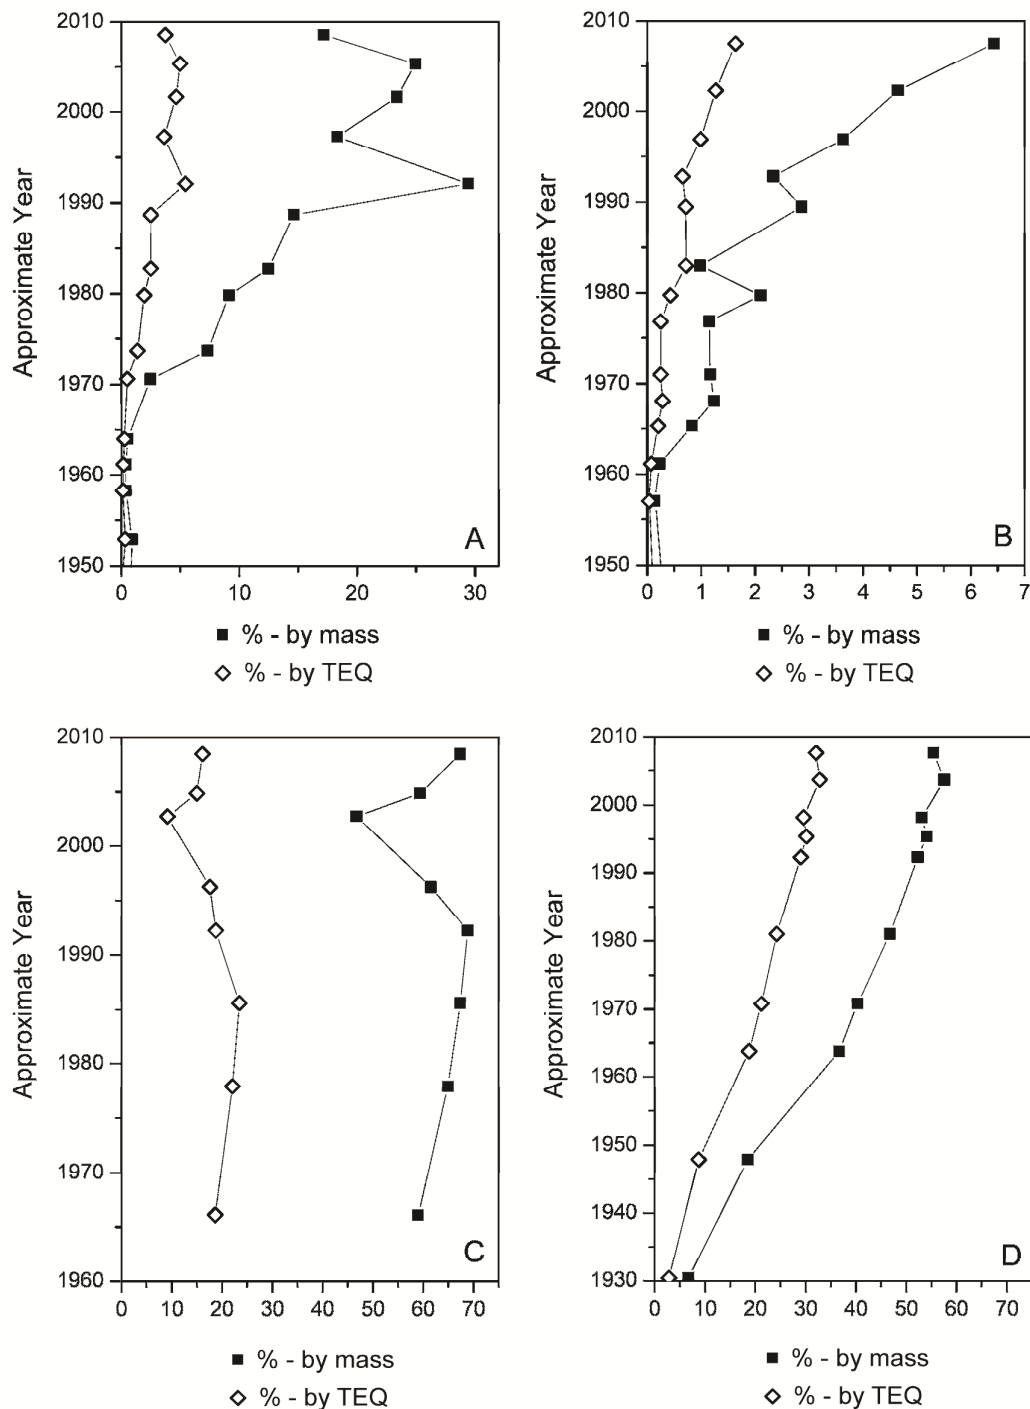 2010
2000
1990
1980
1970
1960
1950
Approximate Year
A
0 10 20 30
% - by mass
% - by TEQ
2010
2000
1990
1980
1970
1960
1950
Approximate Year
B
0 1 2 3 4 5 6 7
% - by mass
% - by TEQ
2010
2000
1990
1980
1970
1960
Approximate Year
C
0 10 20 30 40 50 60 70
% - by mass
% - by TEQ
2010
2000
1990
1980
1970
1960
1950
1940
1930
Approximate Year
D
0 10 20 30 40 50 60 70
% - by mass
% - by TEQ